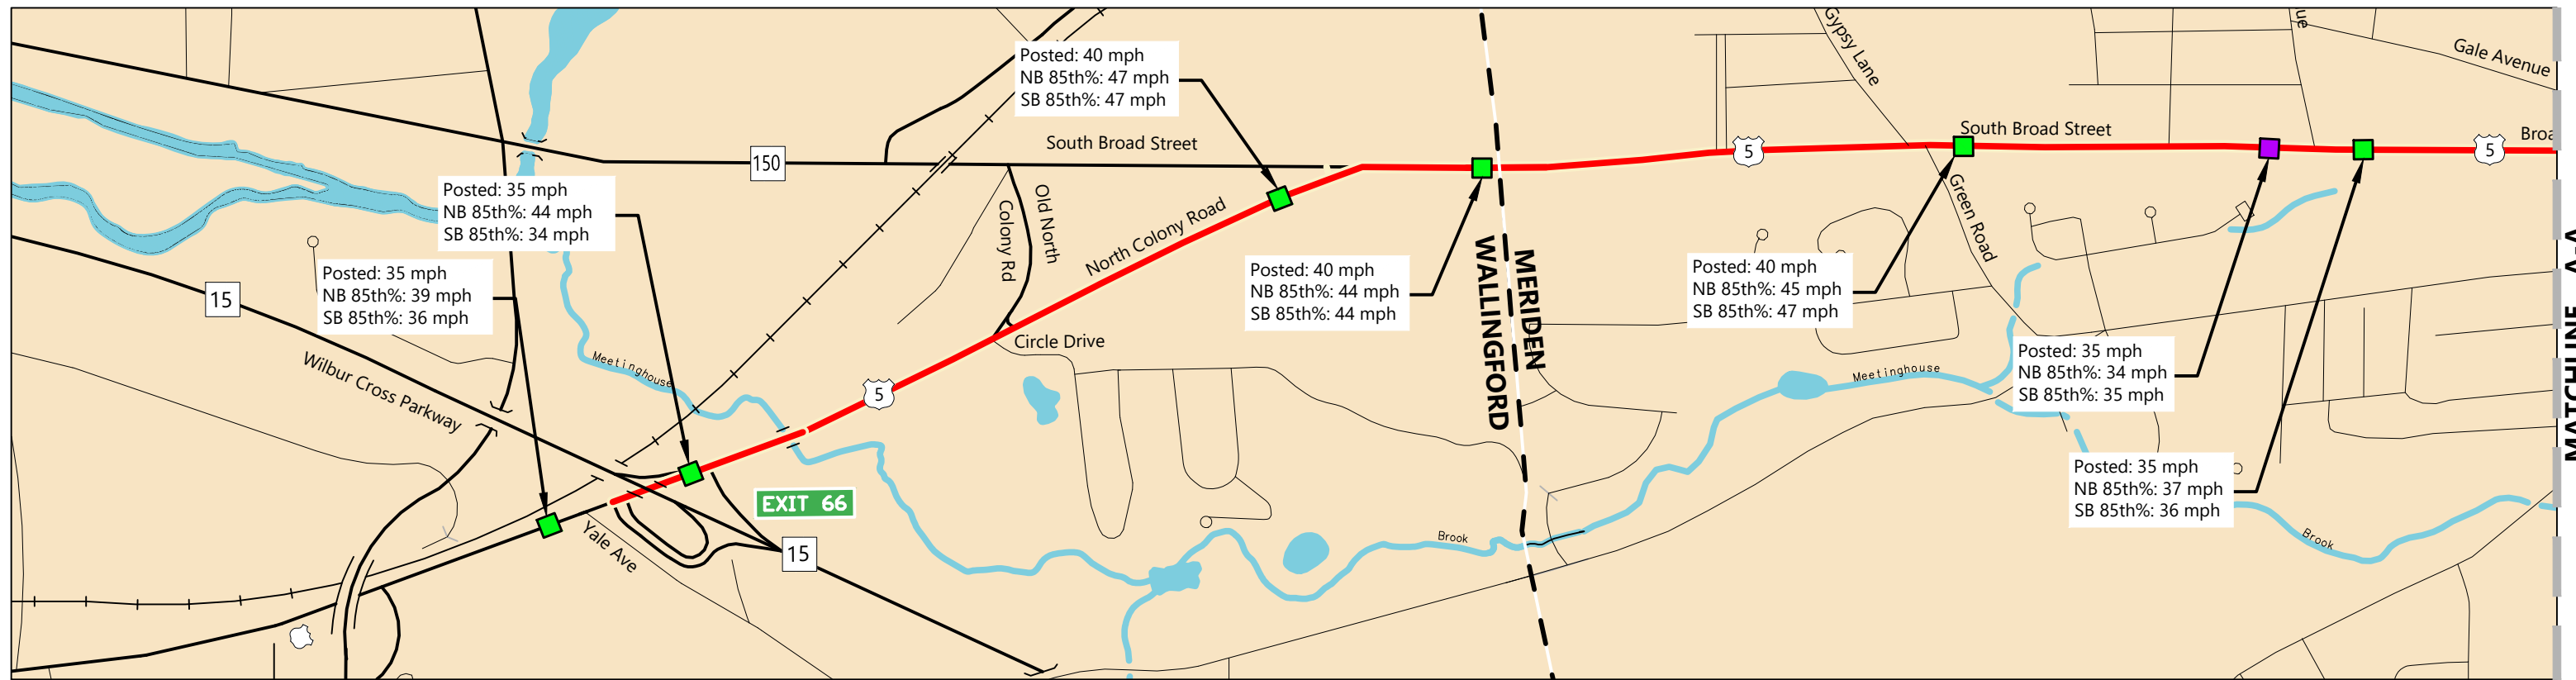 Gypsy Lane
Gale Avenue
Posted: 40 mph
NB 85th%: 47 mph
SB 85th%: 47 mph
South Broad Street
South Broad Street
5
5
150
Posted: 35 mph
NB 85th%: 44 mph
SB 85th%: 34 mph
Old North
Colony Rd
North Colony Road
Green Road
MERIDEN
WALLINGFORD
Posted: 35 mph
NB 85th%: 39 mph
SB 85th%: 36 mph
15
Posted: 40 mph
NB 85th%: 44 mph
SB 85th%: 44 mph
Posted: 40 mph
NB 85th%: 45 mph
SB 85th%: 47 mph
Circle Drive
Posted: 35 mph
NB 85th%: 34 mph
SB 85th%: 35 mph
Wilbur Cross Parkway
Meetinghouse
5
Meetinghouse
Posted: 35 mph
NB 85th%: 37 mph
SB 85th%: 36 mph
EXIT 66
Yale Ave
15
Brook
Brook